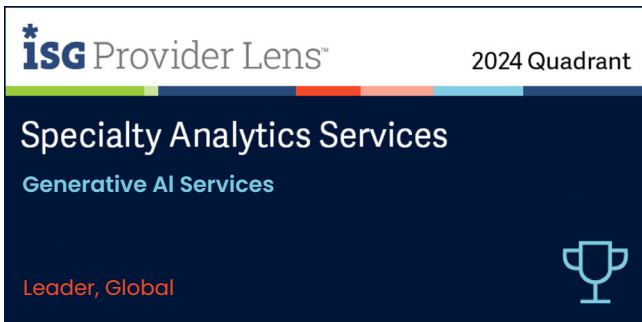 ISG Provider Lens™
2024 Quadrant
Specialty Analytics Services
Generative AI Services
Leader, Global